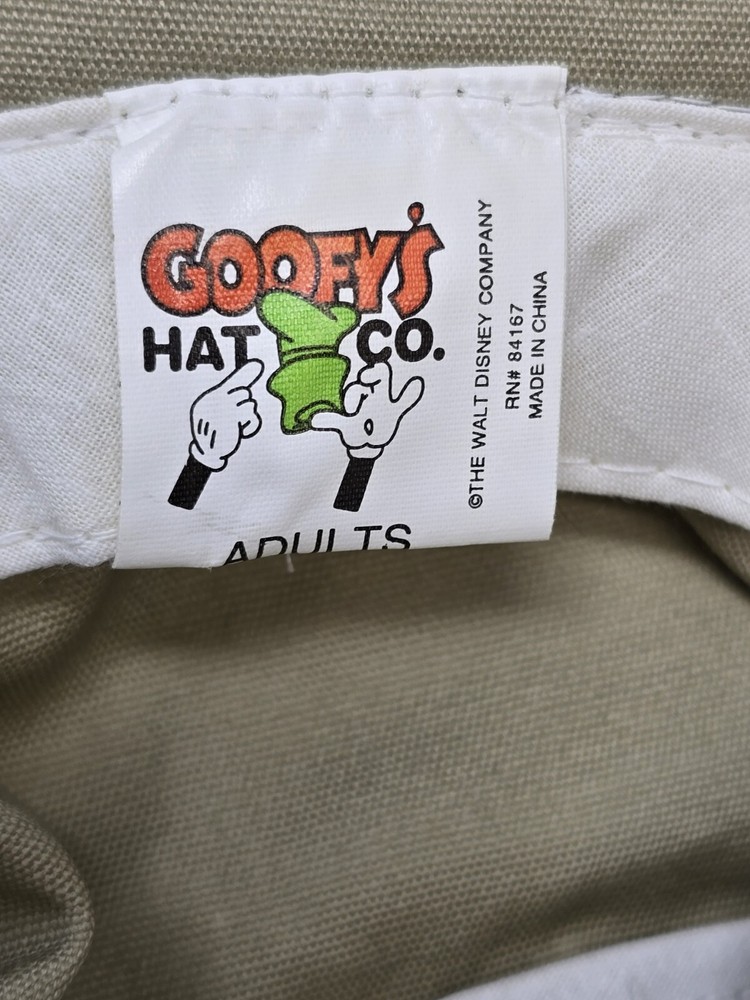 GOOFY'S
HAT CO.
ADULTS
©THE WALT DISNEY COMPANY
RN# 84167
MADE IN CHINA